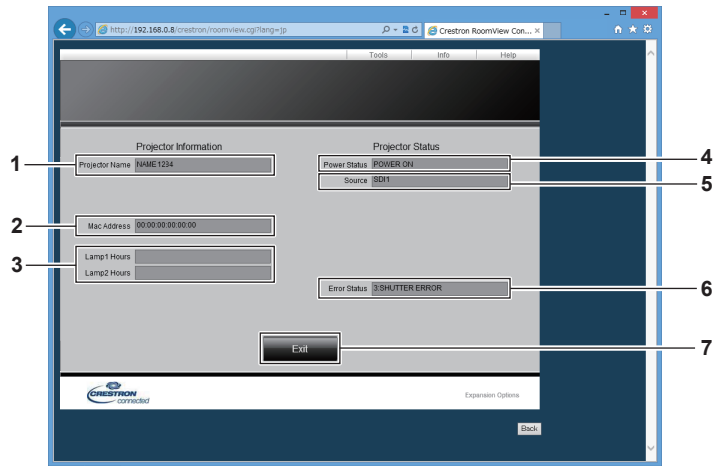 http://192.168.0.8/crestron/roomview.cgi?lang=jp
Crestron RoomView Con...
Tools Info Help
Projector Information
Projector Status
1
Projector Name NAME1234
Power Status POWER ON
4
Source SDI1
5
2
Mac Address 00:00:00:00:00:00
3
Lamp1 Hours
Lamp2 Hours
Error Status 3:SHUTTER ERROR
6
Exit
7
CRESTRON
connected
Expansion Options
Back